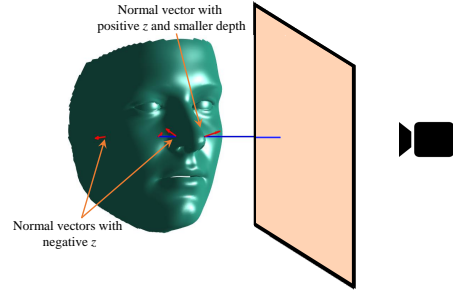 Normal vector with
positive z and smaller depth
Normal vectors with
negative z